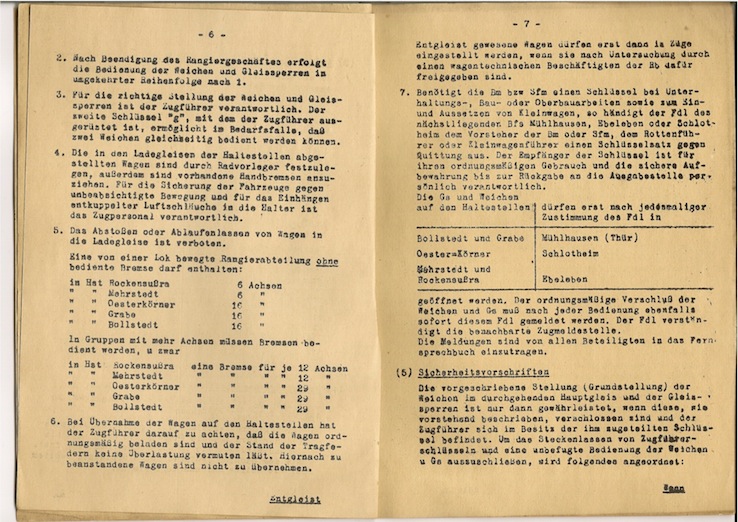 - 6 -
2. Nach Beendigung des Rangiergeschäftes erfolgt
die Bedienung der Weichen und Gleissperren in
umgekehrter Reihenfolge nach 1.
3. Für die richtige Stellung der Weichen und Gleis-
sperren ist der Zugführer verantwortlich. Der
zweite Schlüssel "g", mit dem der Zugführer aus-
gerüstet ist, ermöglicht im Bedarfsfalle, daß
zwei Weichen gleichzeitig bedient werden können.
4. Die in den Ladegleisen der Haltestellen abge-
stellten Wagen sind durch Radvorleger festzule-
gen, außerdem sind vorhandene Handbremsen anzu-
ziehen. Für die Sicherung der Fahrzeuge gegen
unbeabsichtigte Bewegung und für das Einhängen
entkuppelter Luftschläuche in die Halter ist
das Zugpersonal verantwortlich.
5. Das Abstoßen oder Ablaufenlassen von Wagen in
die Ladegleise ist verboten.
Eine von einer Lok bewegte Rangierabteilung ohne
bediente Bremse darf enthalten:
in Hst Rockensußra 6 Achsen
" " Mehrstedt 6 "
" " Oesterkörner 16 "
" " Grabe 16 "
" " Bollstedt 16 "
In Gruppen mit mehr Achsen müssen Bremsen be-
dient werden, u zwar
in Hst Rockensußra eine Bremse für je 12 Achsen
" " Mehrstedt " " " " 12 "
" " Oesterkörner " " " " 29 "
" " Grabe " " " " 29 "
" " Bollstedt " " " " 29 "
6. Bei Übernahme der Wagen auf den Haltestellen hat
der Zugführer darauf zu achten, daß die Wagen ord-
nungsmäßig beladen sind und der Stand der Tragfe-
dern keine Überlastung vermuten läßt. Hiernach zu
beanstandene Wagen sind nicht zu übernehmen.
Entgleist
- 7 -
Entgleist gewesene Wagen dürfen erst dann in Züge
eingestellt werden, wenn sie nach Untersuchung durch
einen wagentechnischen Beschäftigten der Rb dafür
freigegeben sind.
7. Benötigt die Bm bzw Sfm einen Schlüssel bei Unter-
haltungs-, Bau- oder Oberbauarbeiten sowie zum Ein-
und Aussetzen von Kleinwagen, so händigt der Fdl des
nächstliegenden Bfs Mühlhausen, Ebeleben oder Schlot-
heim dem Vorsteher der Bm oder Sfm, dem Rottenfüh-
rer oder Kleinwagenführer einen Schlüsselsatz gegen
Quittung aus. Der Empfänger der Schlüssel ist für
ihren ordnungsmäßigen Gebrauch und die sichere Auf-
bewahrung bis zur Rückgabe an die Ausgabestelle per-
sönlich verantwortlich.
Die Gs und Weichen
auf den Haltestellen dürfen erst nach jedesmaliger
Zustimmung des Fdl in
Bollstedt und Grabe Mühlhausen (Thür)
Oester=Körner Schlotheim
Mehrstedt und
Rockensußra Ebeleben
geöffnet werden. Der ordnungsmäßige Verschluß der
Weichen und Gs muß nach jeder Bedienung ebenfalls
sofort diesem Fdl gemeldet werden. Der Fdl verstän-
digt die benachbarte Zugmeldestelle.
Die Meldungen sind von allen Beteiligten in das Fern-
sprechbuch einzutragen.
(5) Sicherheitsvorschriften
Die vorgeschriebene Stellung (Grundstellung) der
Weichen im durchgehenden Hauptgleis und der Gleis-
sperren ist nur dann gewährleistet, wenn diese, wie
vorstehend beschrieben, verschlossen sind und der
Zugführer sich im Besitz der ihm zugeteilten Schlüs-
sel befindet. Um das Steckenlassen von Zugführer-
schlüsseln und eine unbefugte Bedienung der Weichen
u Gs auszuschließen, wird folgendes angeordnet:
Wenn